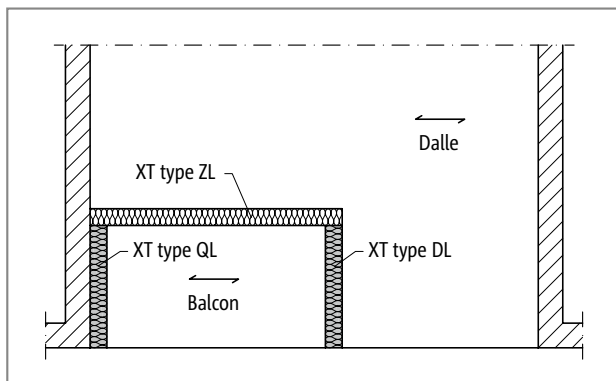 Dalle
XT type ZL
XT type QL
XT type DL
Balcon